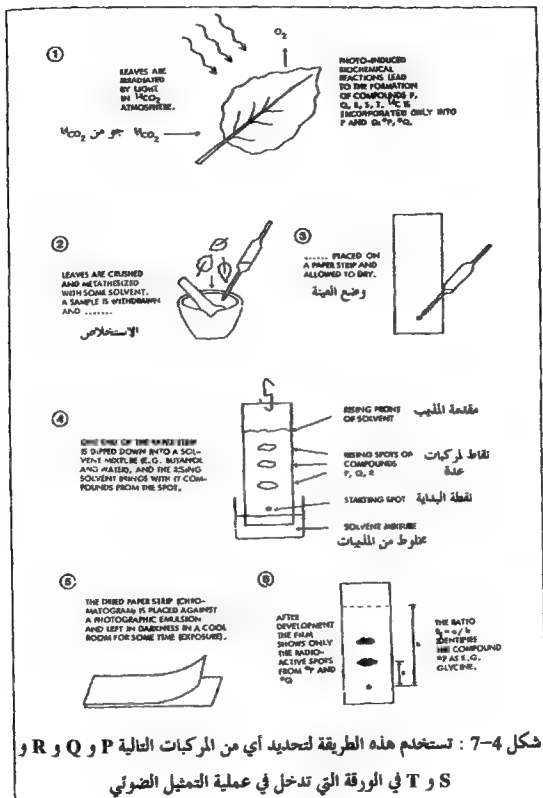 ①
O₂
LEAVES ARE
IRRADIATED
BY LIGHT
IN ¹⁴CO₂
ATMOSPHERE.
PHOTO-INDUCED
BIOCHEMICAL
REACTIONS LEAD
TO THE FORMATION
OF COMPOUNDS P,
Q, R, S, T. ¹⁴C IS
INCORPORATED ONLY INTO
P AND Q: *P, *Q.
¹⁴CO₂ جو من ¹⁴CO₂
②
LEAVES ARE CRUSHED
AND METATHESIZED
WITH SOME SOLVENT.
A SAMPLE IS WITHDRAWN
AND .......
الاستخلاص
③
...... PLACED ON
A PAPER STRIP AND
ALLOWED TO DRY.
وضع العينة
④
ONE END OF THE PAPER STRIP
IS DIPPED DOWN INTO A SOL-
VENT MIXTURE (E.G. BUTANOL
AND WATER), AND THE RISING
SOLVENT BRINGS WITH IT COM-
POUNDS FROM THE SPOT.
RISING FRONT
OF SOLVENT
مقدمة المذيب
RISING SPOTS OF
COMPOUNDS
P, Q, R
نقاط لمركبات
عدة
STARTING SPOT
نقطة البداية
SOLVENT MIXTURE
مخلوط من المذيبات
⑤
THE DRIED PAPER STRIP (CHRO-
MATOGRAM) IS PLACED AGAINST
A PHOTOGRAPHIC EMULSION
AND LEFT IN DARKNESS IN A COOL
ROOM FOR SOME TIME (EXPOSURE).
⑥
AFTER
DEVELOPMENT
THE FILM
SHOWS ONLY
THE RADIO-
ACTIVE SPOTS
FROM *P AND
*Q
THE RATIO
Rf = a/b
IDENTIFIES
THE COMPOUND
*P AS E.G.
GLYCINE.
شكل 4-7 : تستخدم هذه الطريقة لتحديد أي من المركبات التالية P و Q و R و
S و T في الورقة التي تدخل في عملية التمثيل الضوئي